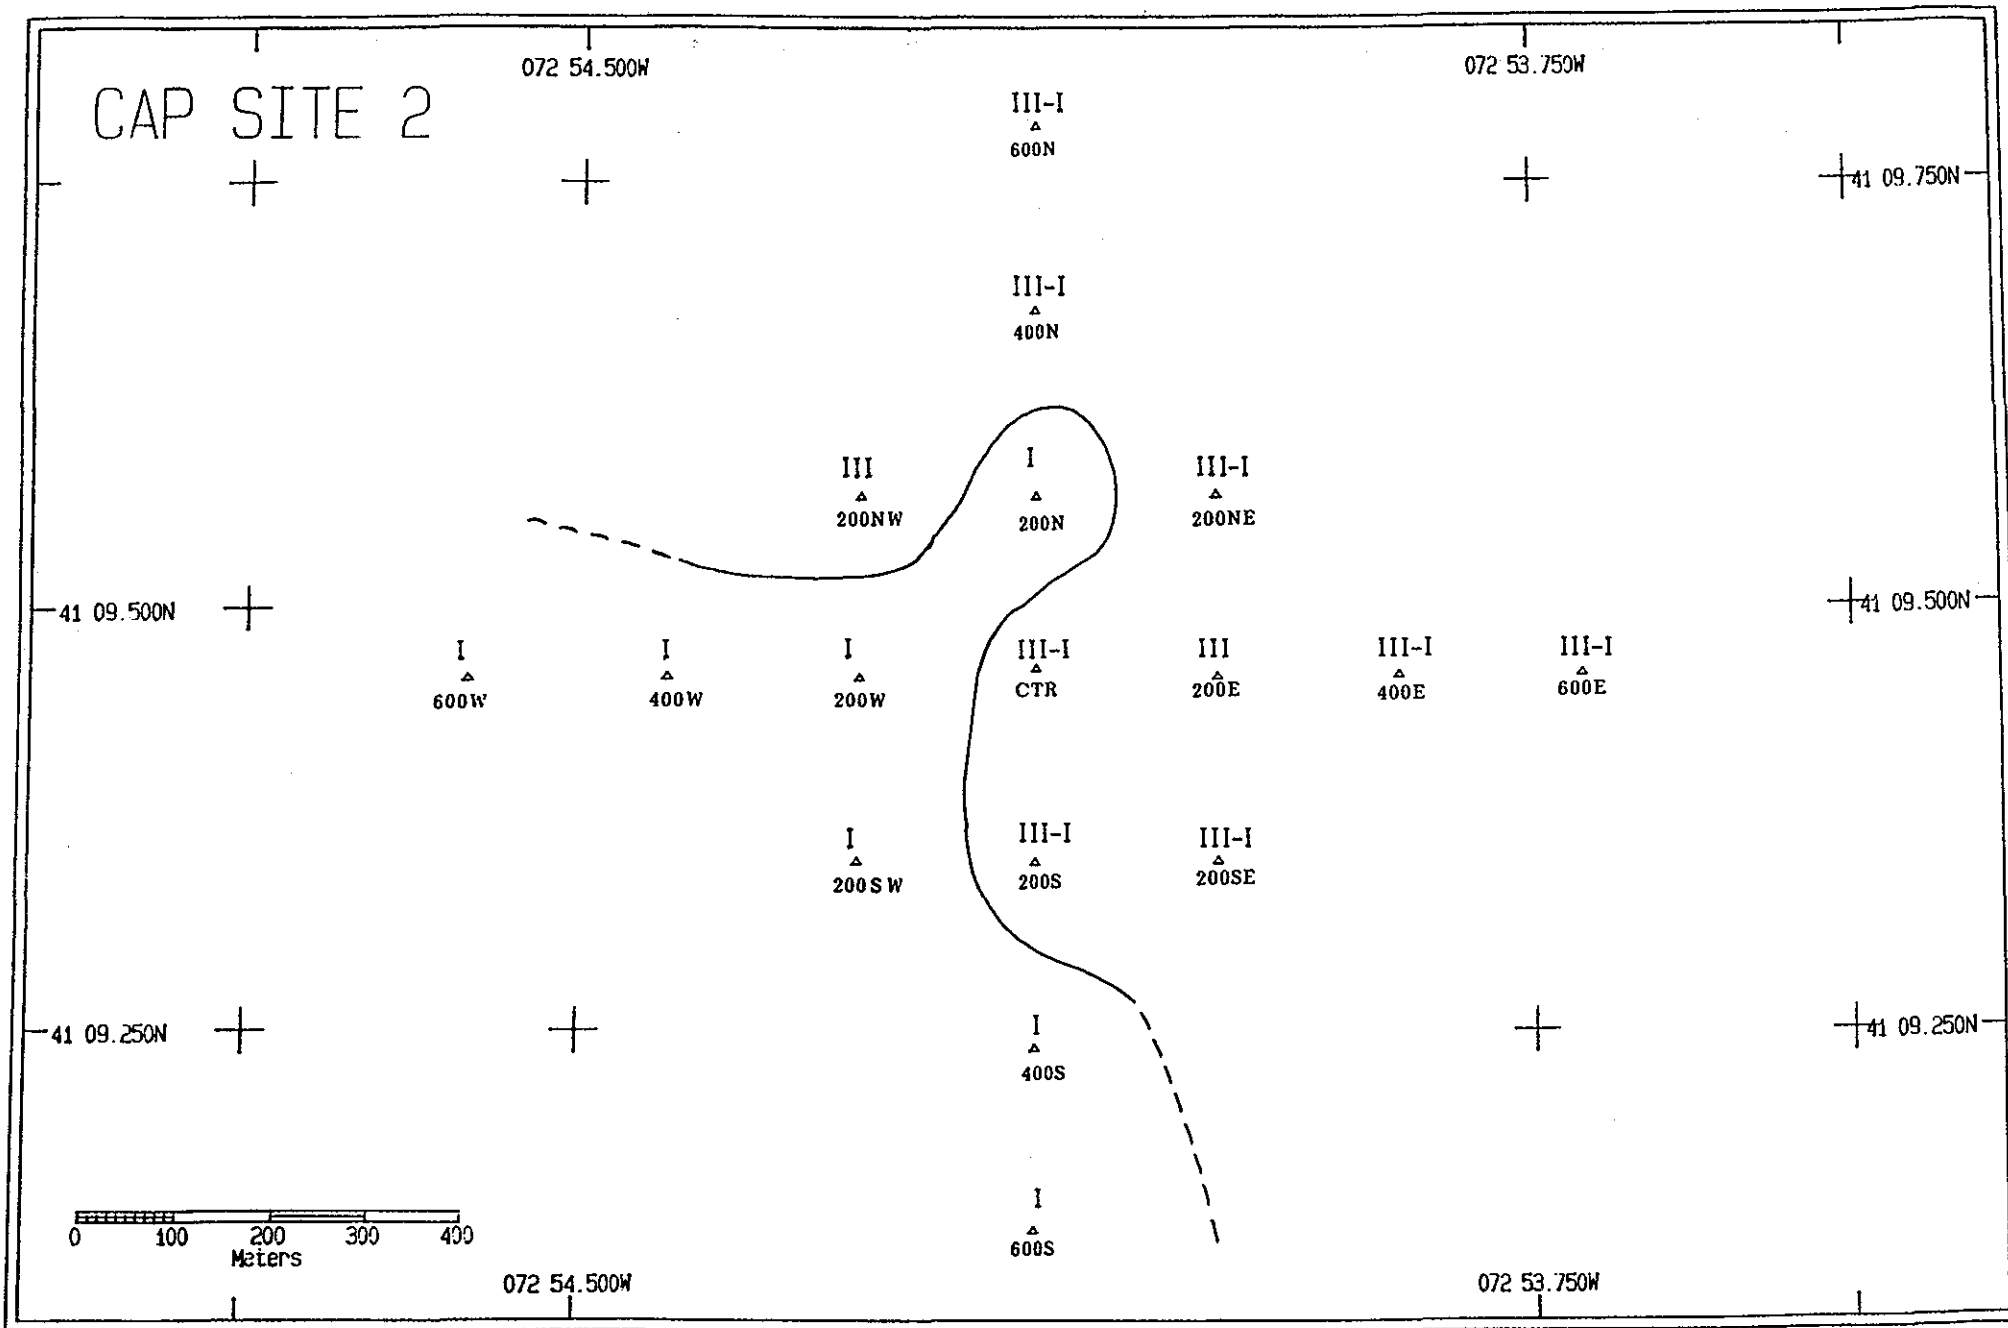 072 54.500W
072 53.750W
CAP SITE 2
III-I
600N
41 09.750N
III-I
400N
III
200NW
I
200N
III-I
200NE
41 09.500N
41 09.500N
I
600W
I
400W
I
200W
III-I
CTR
III
200E
III-I
400E
III-I
600E
I
200SW
III-I
200S
III-I
200SE
41 09.250N
41 09.250N
I
400S
I
600S
0 100 200 300 400
Meters
072 54.500W
072 53.750W